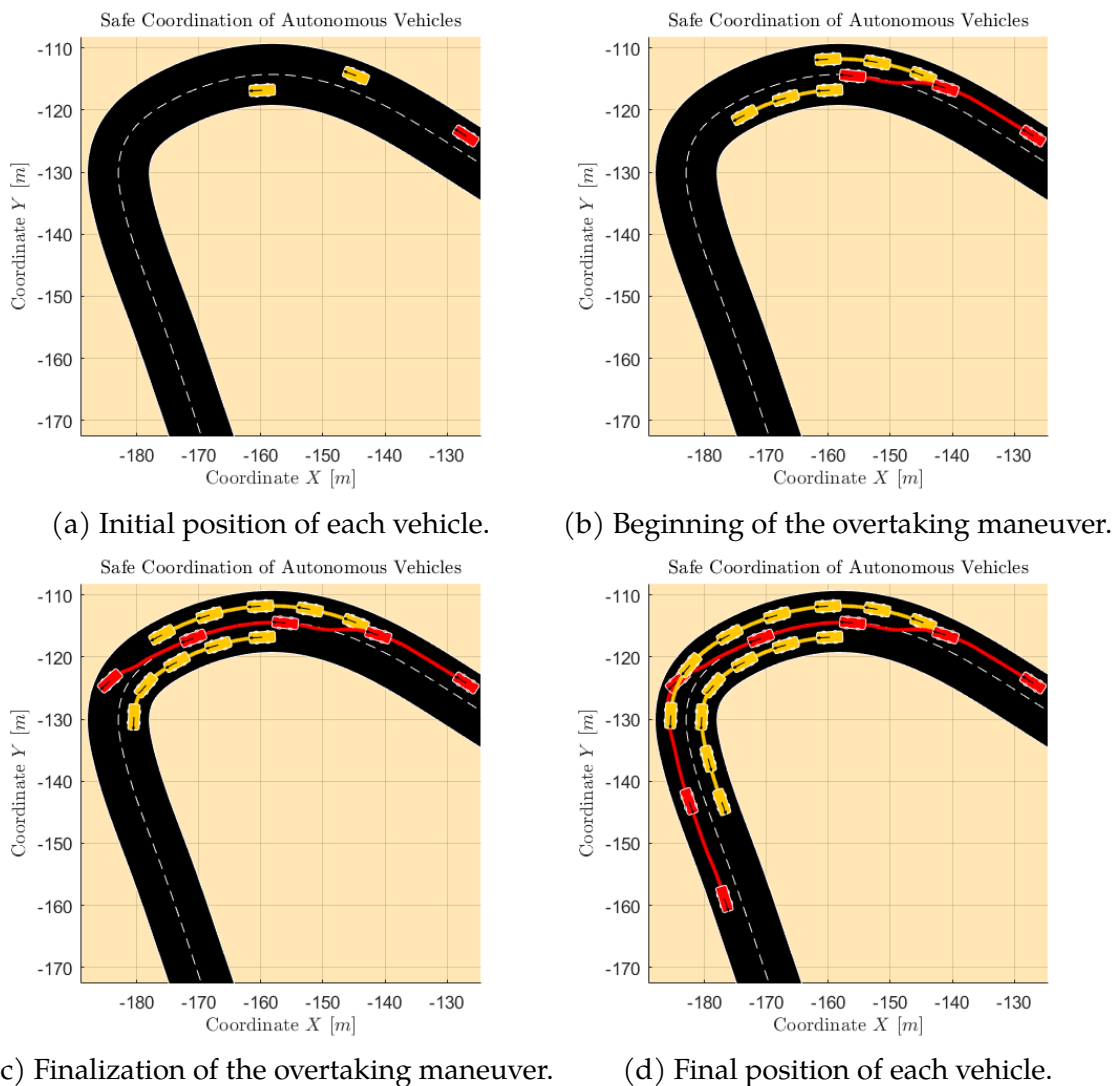 Safe Coordination of Autonomous Vehicles
-110
-120
-130
-140
-150
-160
-170
Coordinate Y [m]
-180 -170 -160 -150 -140 -130
Coordinate X [m]
(a) Initial position of each vehicle.
Safe Coordination of Autonomous Vehicles
-110
-120
-130
-140
-150
-160
-170
Coordinate Y [m]
-180 -170 -160 -150 -140 -130
Coordinate X [m]
(b) Beginning of the overtaking maneuver.
Safe Coordination of Autonomous Vehicles
-110
-120
-130
-140
-150
-160
-170
Coordinate Y [m]
-180 -170 -160 -150 -140 -130
Coordinate X [m]
c) Finalization of the overtaking maneuver.
Safe Coordination of Autonomous Vehicles
-110
-120
-130
-140
-150
-160
-170
Coordinate Y [m]
-180 -170 -160 -150 -140 -130
Coordinate X [m]
(d) Final position of each vehicle.